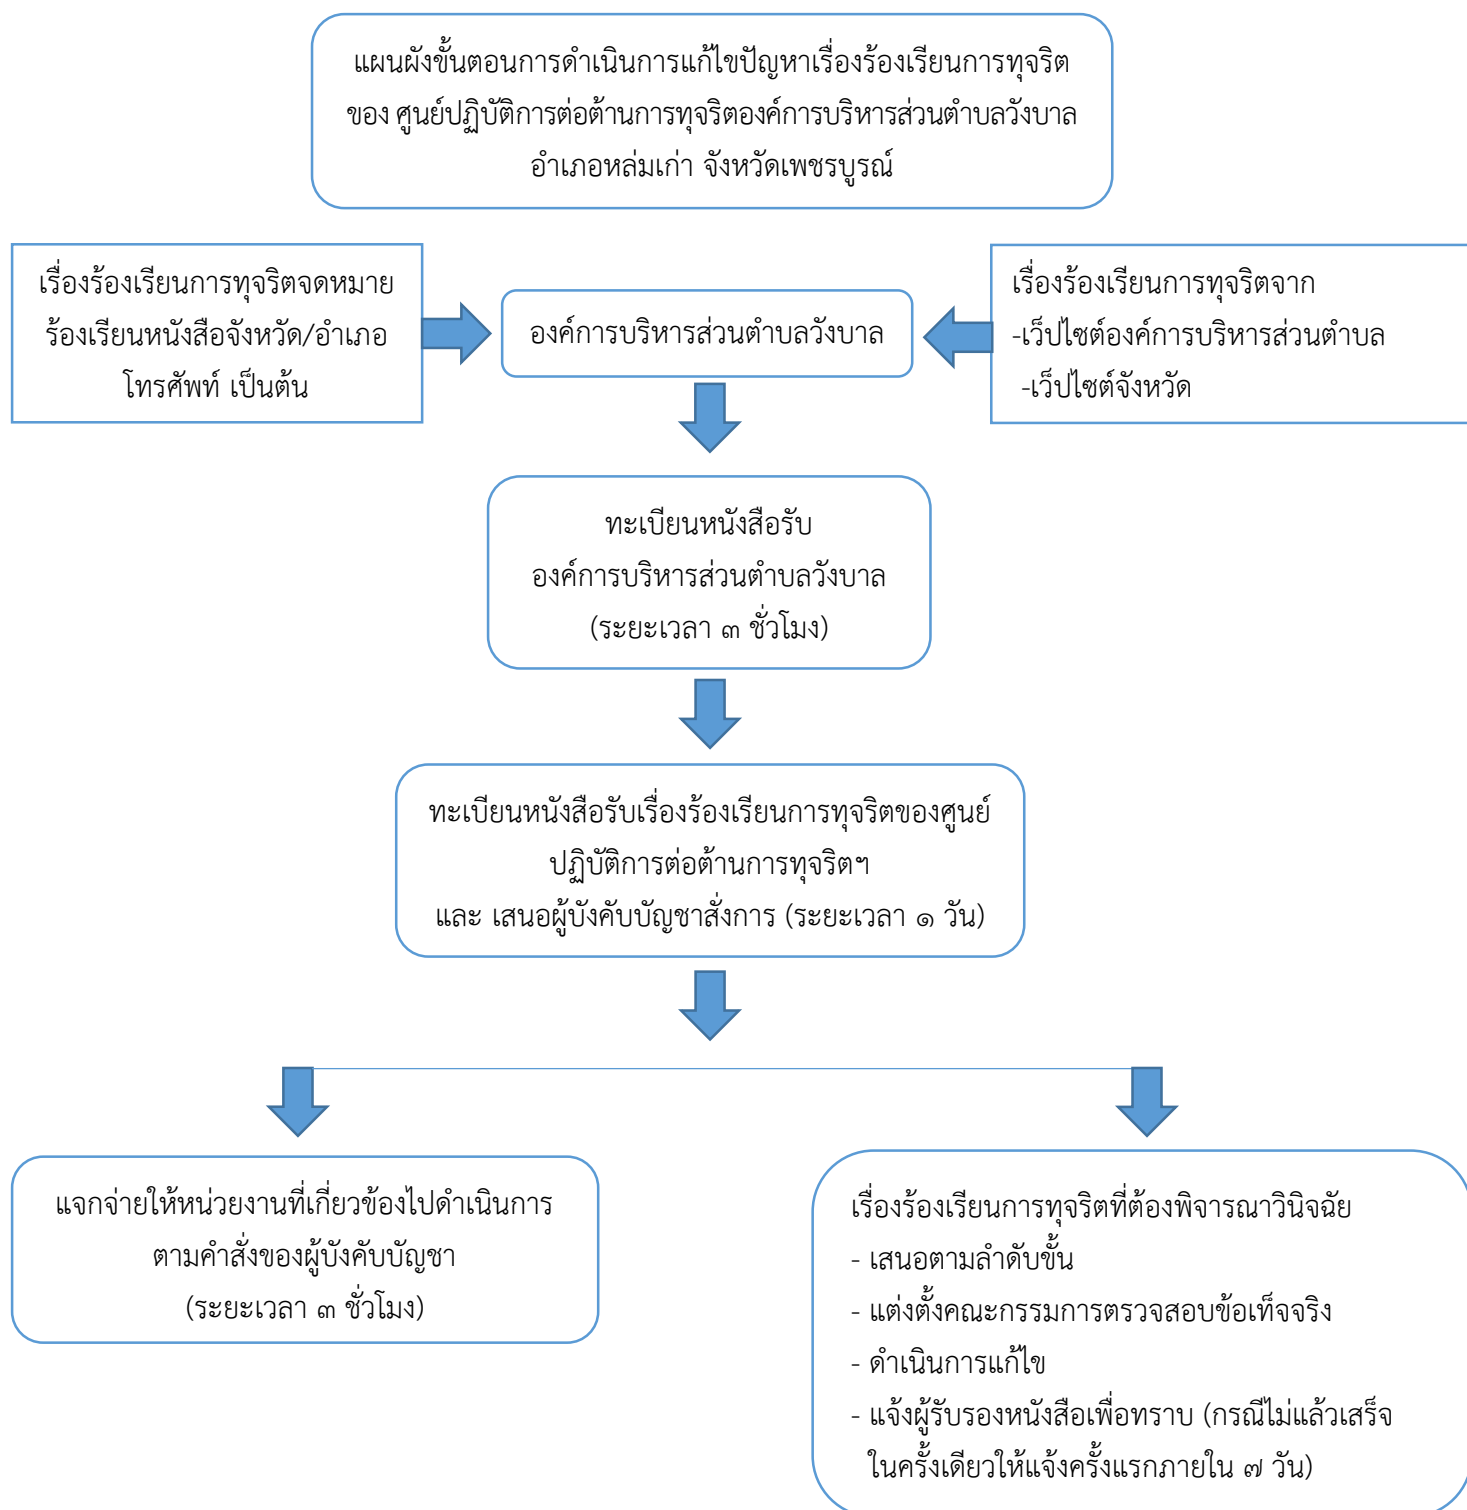 แผนผังขั้นตอนการดำเนินการแก้ไขปัญหาเรื่องร้องเรียนการทุจริต
ของ ศูนย์ปฏิบัติการต่อต้านการทุจริตองค์การบริหารส่วนตำบลวังบาล
อำเภอหล่มเก่า จังหวัดเพชรบูรณ์
เรื่องร้องเรียนการทุจริตจดหมาย
ร้องเรียนหนังสือจังหวัด/อำเภอ
โทรศัพท์ เป็นต้น
องค์การบริหารส่วนตำบลวังบาล
เรื่องร้องเรียนการทุจริตจาก
-เว็ปไซต์องค์การบริหารส่วนตำบล
-เว็ปไซต์จังหวัด
ทะเบียนหนังสือรับ
องค์การบริหารส่วนตำบลวังบาล
(ระยะเวลา ๓ ชั่วโมง)
ทะเบียนหนังสือรับเรื่องร้องเรียนการทุจริตของศูนย์
ปฏิบัติการต่อต้านการทุจริตฯ
และ เสนอผู้บังคับบัญชาสั่งการ (ระยะเวลา ๑ วัน)
แจกจ่ายให้หน่วยงานที่เกี่ยวข้องไปดำเนินการ
ตามคำสั่งของผู้บังคับบัญชา
(ระยะเวลา ๓ ชั่วโมง)
เรื่องร้องเรียนการทุจริตที่ต้องพิจารณาวินิจฉัย
- เสนอตามลำดับขั้น
- แต่งตั้งคณะกรรมการตรวจสอบข้อเท็จจริง
- ดำเนินการแก้ไข
- แจ้งผู้รับรองหนังสือเพื่อทราบ (กรณีไม่แล้วเสร็จ
ในครั้งเดียวให้แจ้งครั้งแรกภายใน ๗ วัน)